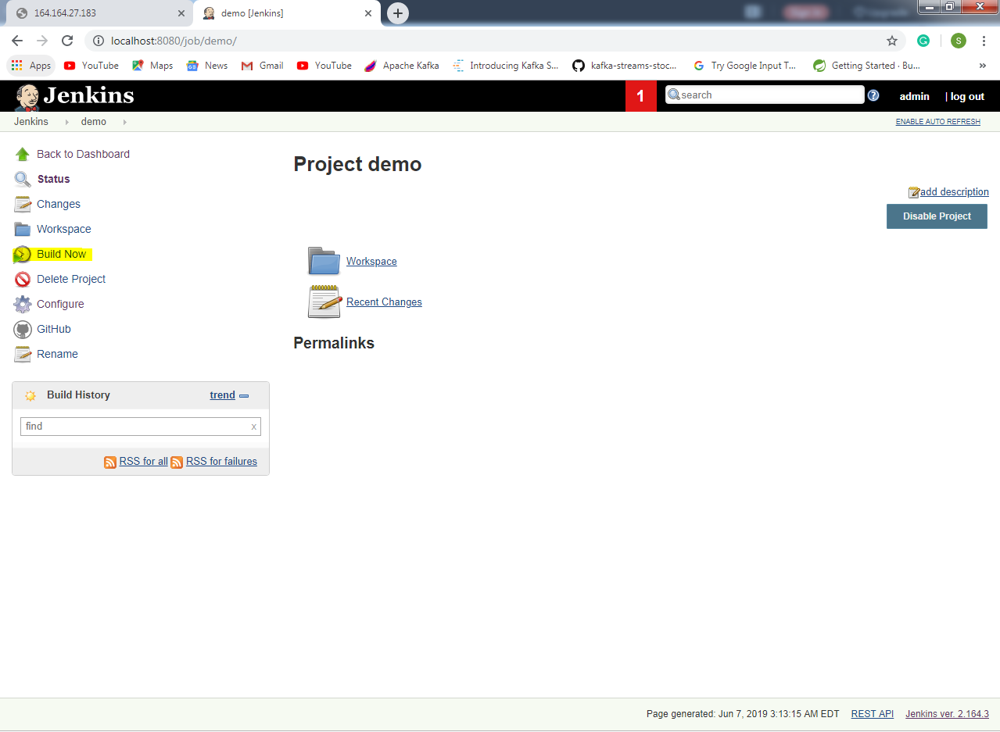 164.164.27.183
demo [Jenkins]
localhost:8080/job/demo/
S
Apps YouTube Maps News Gmail YouTube Apache Kafka Introducing Kafka S... kafka-streams-stoc... Try Google Input T... Getting Started · Bu... »
Jenkins
1
search
admin | log out
Jenkins demo
ENABLE AUTO REFRESH
Back to Dashboard
Status
Changes
Workspace
Build Now
Delete Project
Configure
GitHub
Rename
Build History trend
find x
RSS for all RSS for failures
Project demo
add description
Disable Project
Workspace
Recent Changes
Permalinks
Page generated: Jun 7, 2019 3:13:15 AM EDT REST API Jenkins ver. 2.164.3